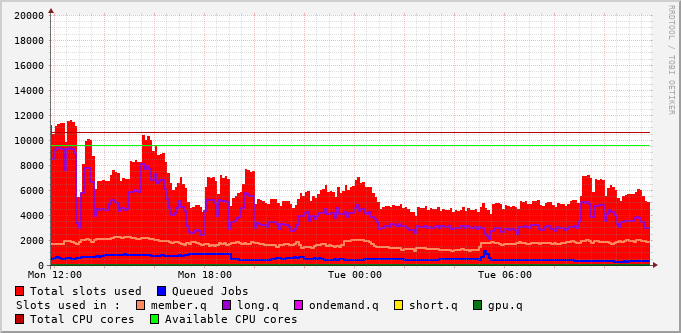 20000
18000
16000
14000
12000
10000
8000
6000
4000
2000
0
Mon 12:00 Mon 18:00 Tue 00:00 Tue 06:00
RRDTOOL / TOBI OETIKER
Total slots used Queued Jobs
Slots used in : member.q long.q ondemand.q short.q gpu.q
Total CPU cores Available CPU cores